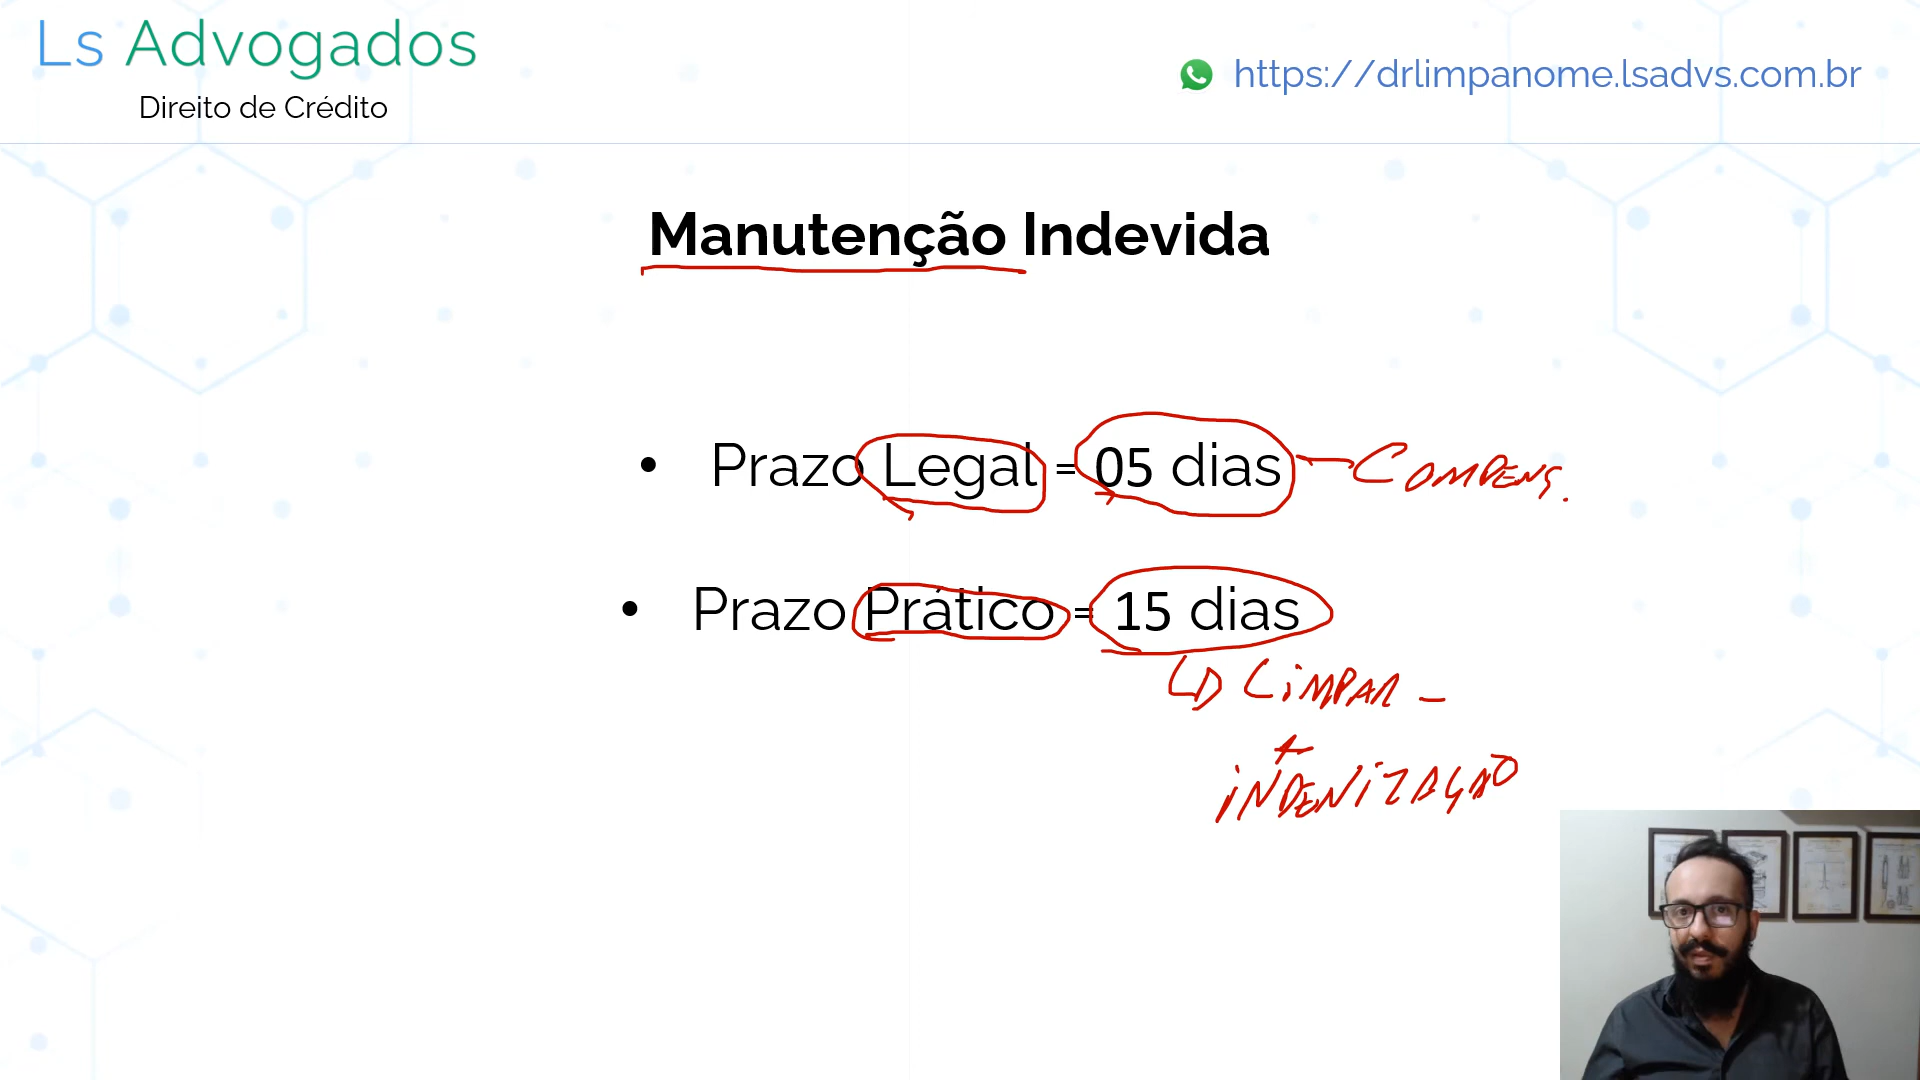 Ls Advogados
Direito de Crédito
https://drlimpanome.lsadvs.com.br
Manutenção Indevida
• Prazo Legal = 05 dias — COMPENS.
• Prazo Prático = 15 dias
LIMPAR -
+
INDENIZAÇÃO